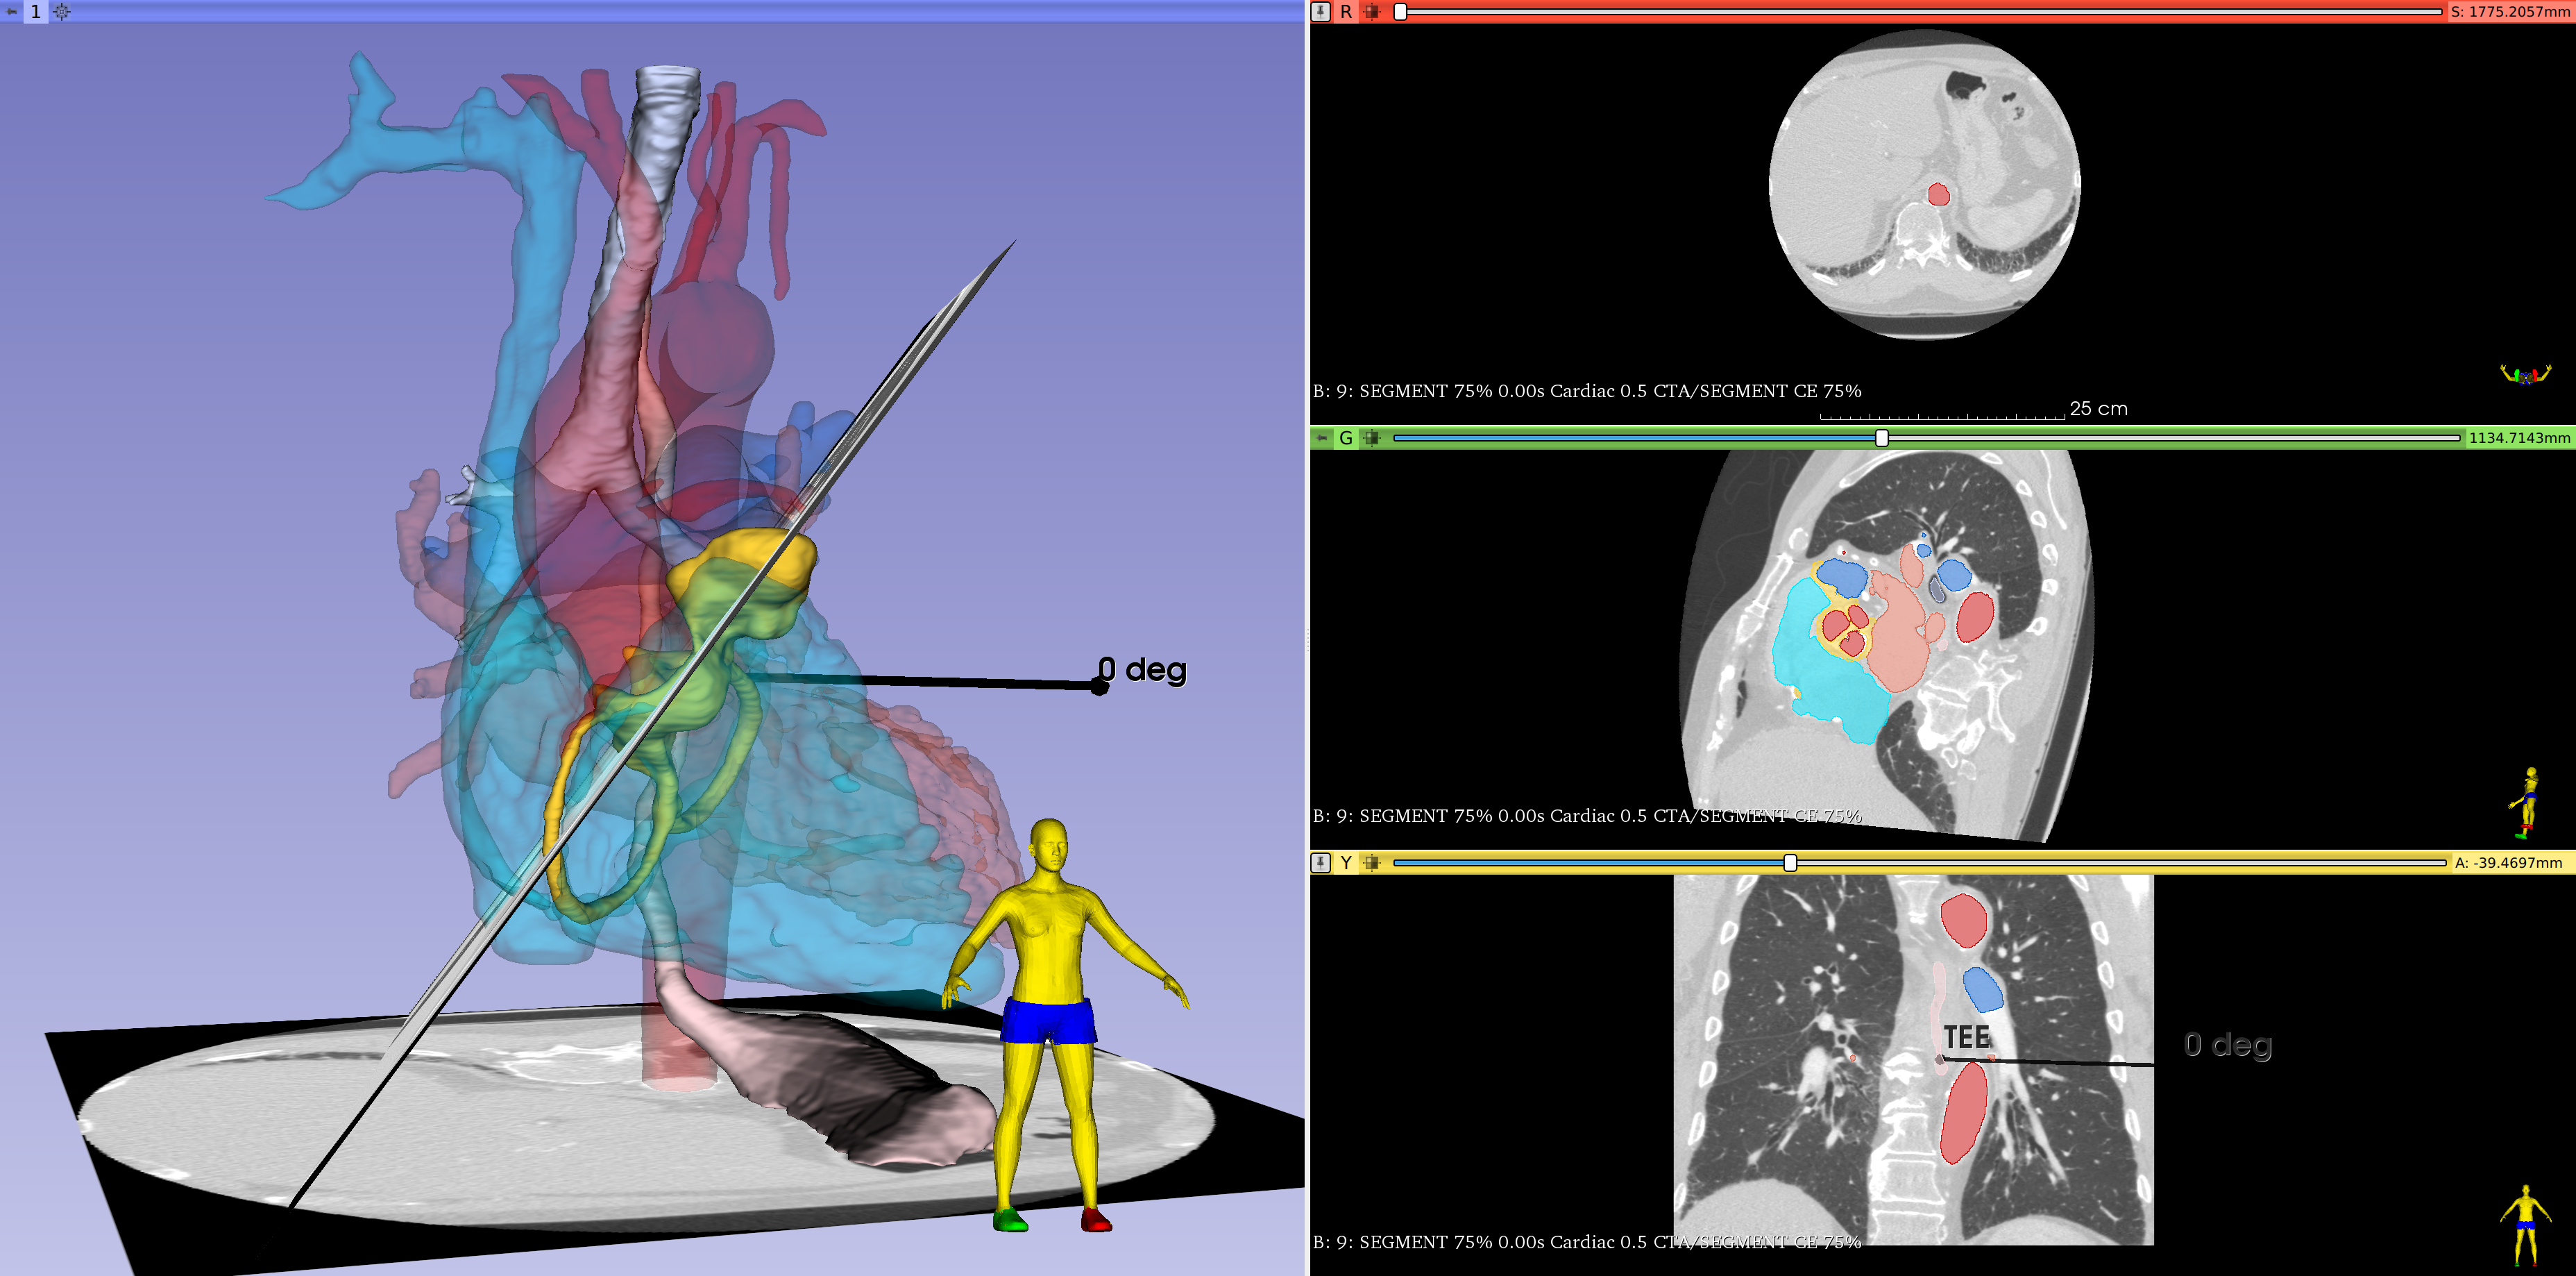 1
0 deg
R
S: 1775.2057mm
B: 9: SEGMENT 75% 0.00s Cardiac 0.5 CTA/SEGMENT CE 75%
25 cm
G
1134.7143mm
B: 9: SEGMENT 75% 0.00s Cardiac 0.5 CTA/SEGMENT CE 75%
Y
A: -39.4697mm
TEE
0 deg
B: 9: SEGMENT 75% 0.00s Cardiac 0.5 CTA/SEGMENT CE 75%